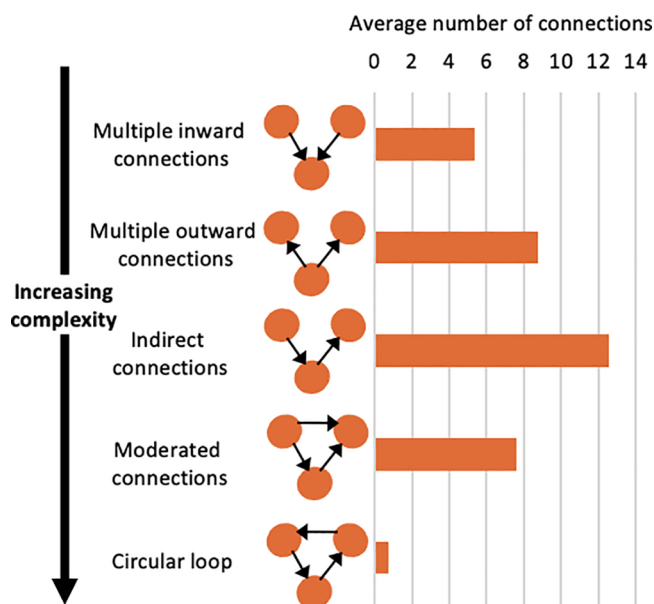 Average number of connections
0 2 4 6 8 10 12 14
Multiple inward
connections
Multiple outward
connections
Increasing
complexity
Indirect
connections
Moderated
connections
Circular loop